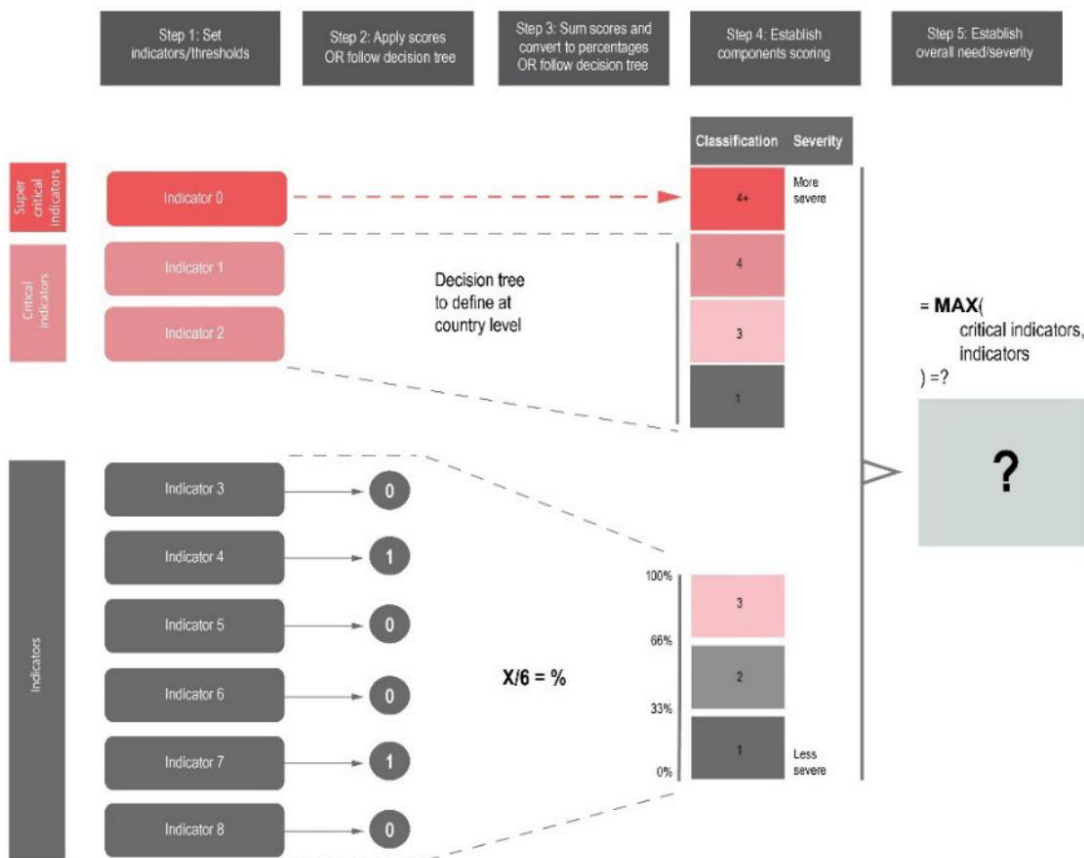 Step 1: Set
indicators/thresholds
Step 2: Apply scores
OR follow decision tree
Step 3: Sum scores and
convert to percentages
OR follow decision tree
Step 4: Establish
components scoring
Step 5: Establish
overall need/severity
Classification
Severity
Super
critical
indicators
Indicator 0
4+
More
severe
Critical
indicators
Indicator 1
Indicator 2
Decision tree
to define at
country level
4
3
1
= MAX(
critical indicators,
indicators
) =?
?
Indicators
Indicator 3
0
Indicator 4
1
Indicator 5
0
Indicator 6
0
Indicator 7
1
Indicator 8
0
X/6 = %
100%
66%
33%
0%
3
2
1
Less
severe